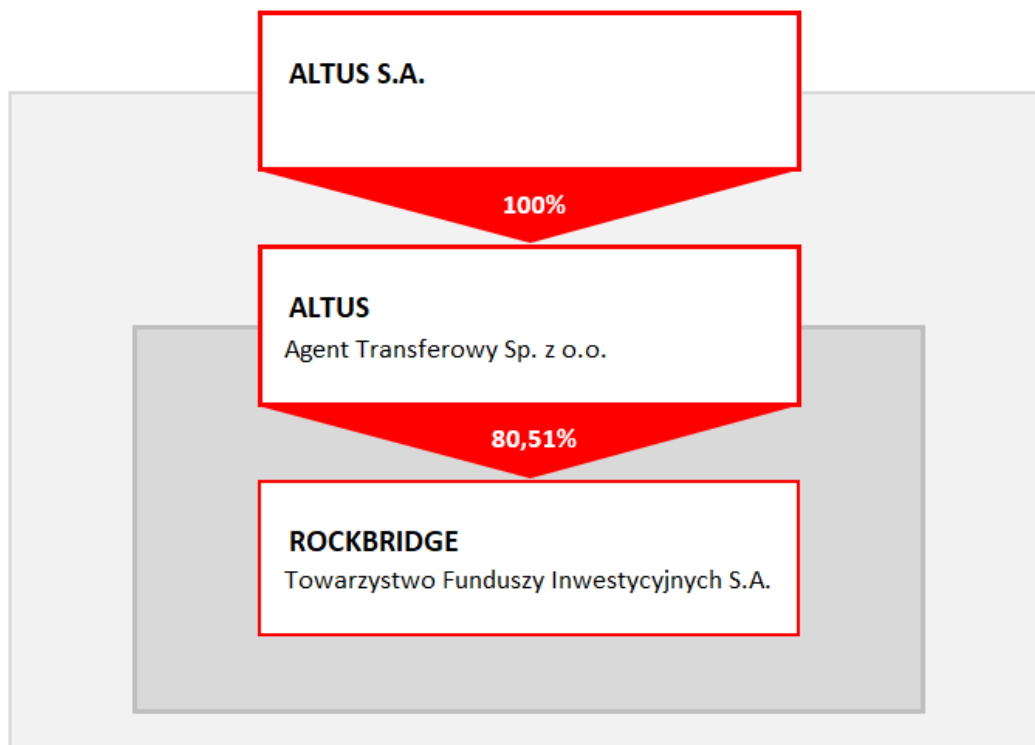 ALTUS S.A.
100%
ALTUS
Agent Transferowy Sp. z o.o.
80,51%
ROCKBRIDGE
Towarzystwo Funduszy Inwestycyjnych S.A.